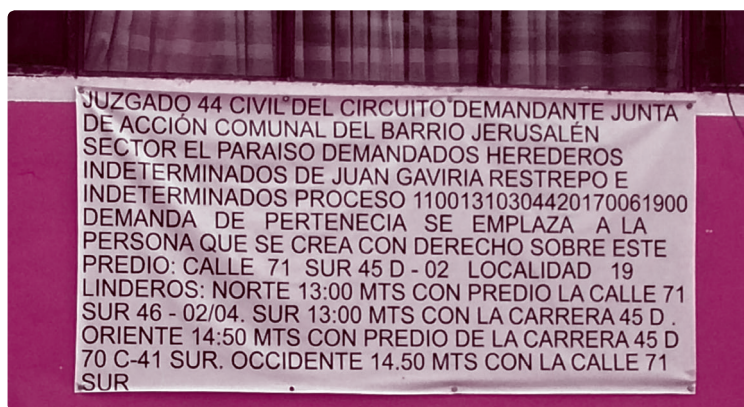 JUZGADO 44 CIVIL DEL CIRCUITO DEMANDANTE JUNTA
DE ACCIÓN COMUNAL DEL BARRIO JERUSALÉN
SECTOR EL PARAISO DEMANDADOS HEREDEROS
INDETERMINADOS DE JUAN GAVIRIA RESTREPO E
INDETERMINADOS PROCESO 11001310304420170061900
DEMANDA DE PERTENECIA SE EMPLAZA A LA
PERSONA QUE SE CREA CON DERECHO SOBRE ESTE
PREDIO: CALLE 71 SUR 45 D - 02 LOCALIDAD 19
LINDEROS: NORTE 13:00 MTS CON PREDIO LA CALLE 71
SUR 46 - 02/04. SUR 13:00 MTS CON LA CARRERA 45 D .
ORIENTE 14:50 MTS CON PREDIO DE LA CARRERA 45 D
70 C-41 SUR. OCCIDENTE 14.50 MTS CON LA CALLE 71
SUR